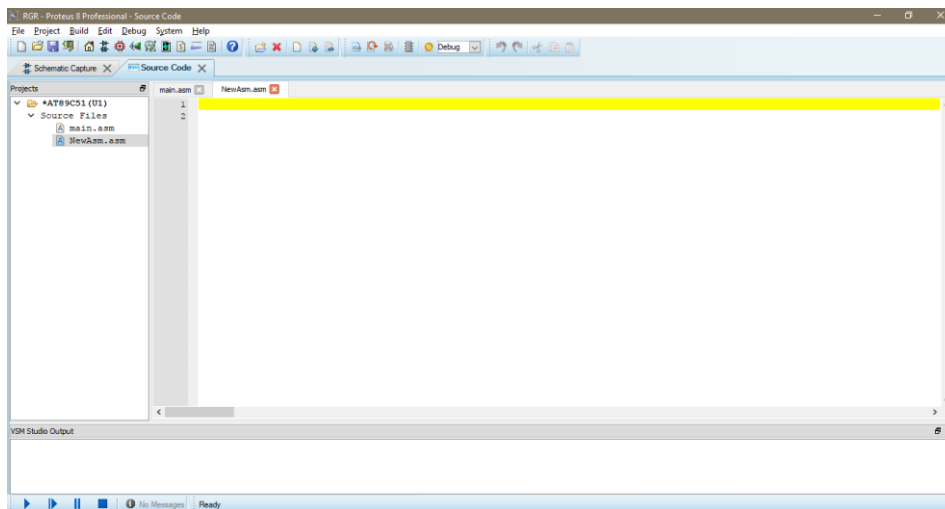 RGR - Proteus 8 Professional - Source Code
File Project Build Edit Debug System Help
Debug
Schematic Capture Source Code
Projects
main.asm NewAsm.asm
*AT89C51 (U1)
1
Source Files
2
main.asm
NewAsm.asm
VSM Studio Output
No Messages Ready